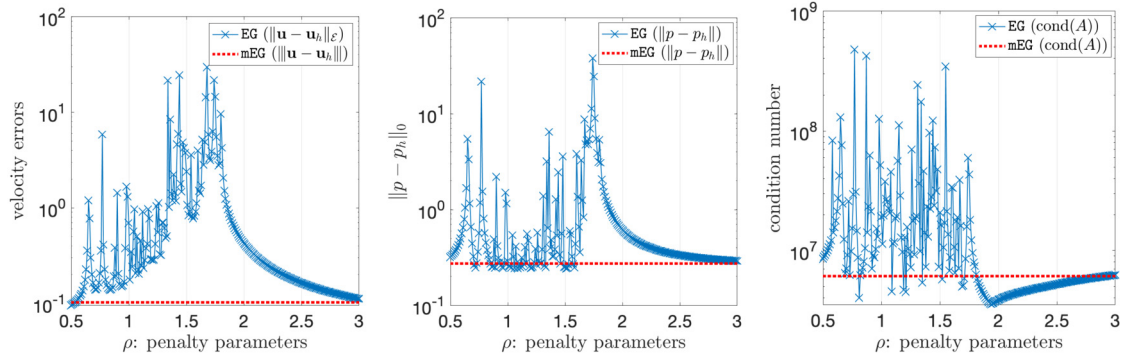 velocity errors
10^2
10^1
10^0
10^-1
EG (‖u − u_h‖_ℰ)
mEG (⦀u − u_h⦀)
0.5 1 1.5 2 2.5 3
ρ: penalty parameters
‖p − p_h‖_0
10^2
10^1
10^0
10^-1
EG (‖p − p_h‖)
mEG (‖p − p_h‖)
0.5 1 1.5 2 2.5 3
ρ: penalty parameters
condition number
10^9
10^8
10^7
EG (cond(A))
mEG (cond(A))
0.5 1 1.5 2 2.5 3
ρ: penalty parameters